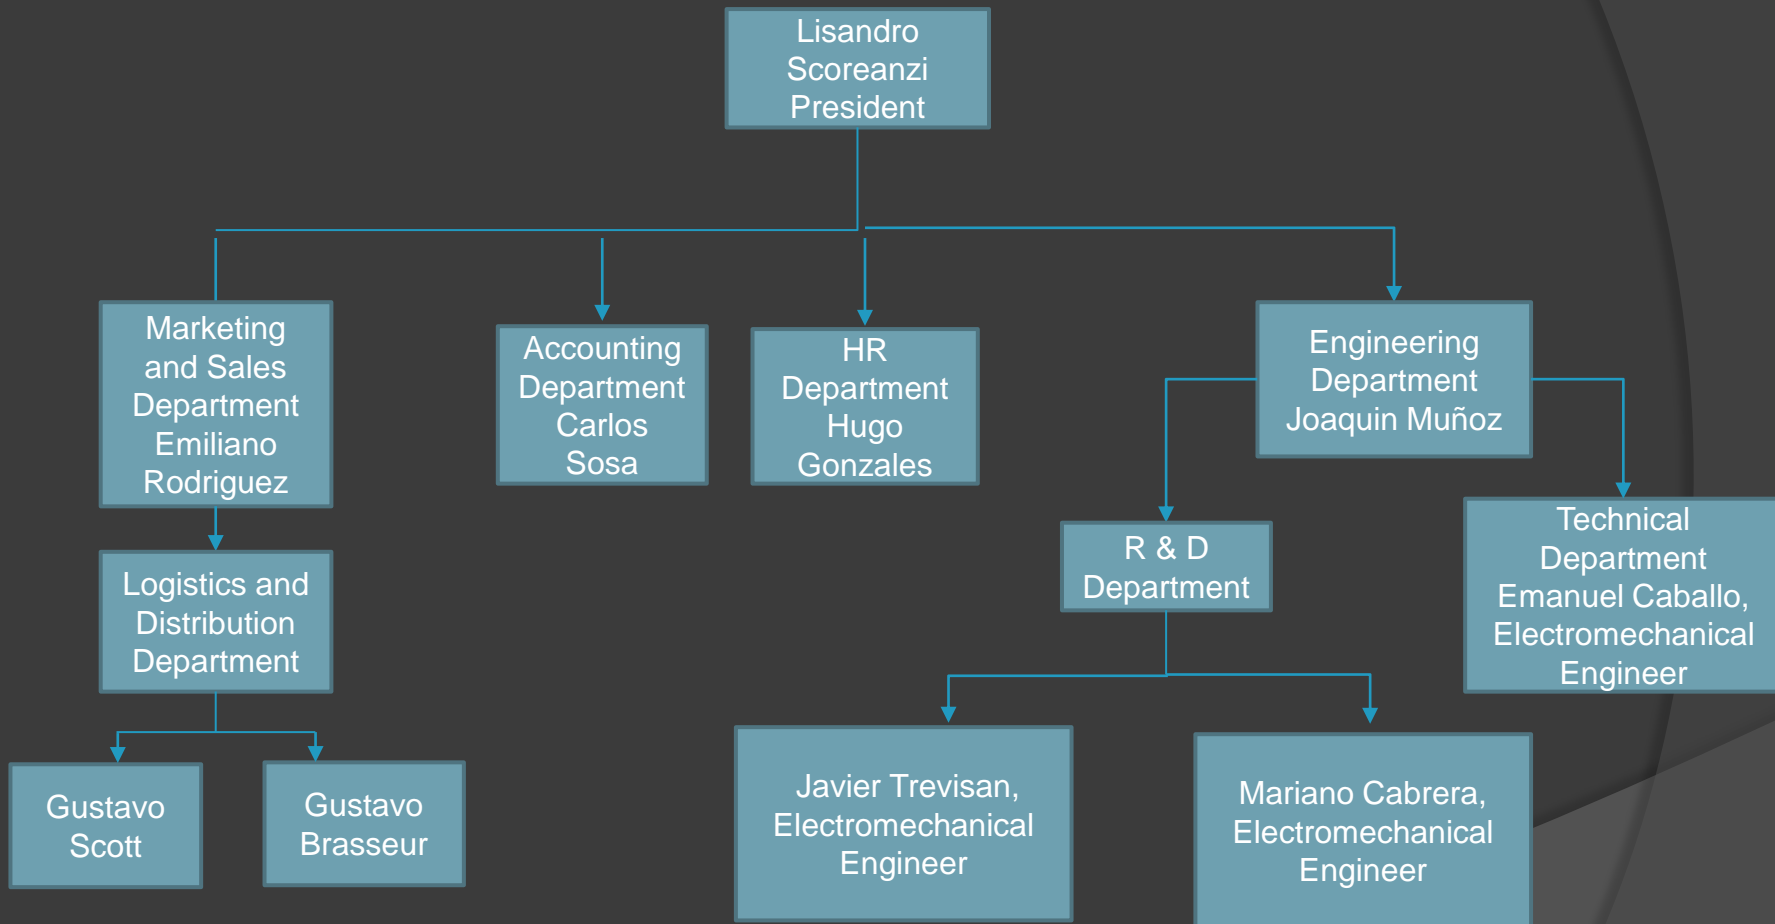 Lisandro
Scoreanzi
President
Marketing
and Sales
Department
Emiliano
Rodriguez
Accounting
Department
Carlos
Sosa
HR
Department
Hugo
Gonzales
Engineering
Department
Joaquin Muñoz
Logistics and
Distribution
Department
R & D
Department
Technical
Department
Emanuel Caballo,
Electromechanical
Engineer
Gustavo
Scott
Gustavo
Brasseur
Javier Trevisan,
Electromechanical
Engineer
Mariano Cabrera,
Electromechanical
Engineer